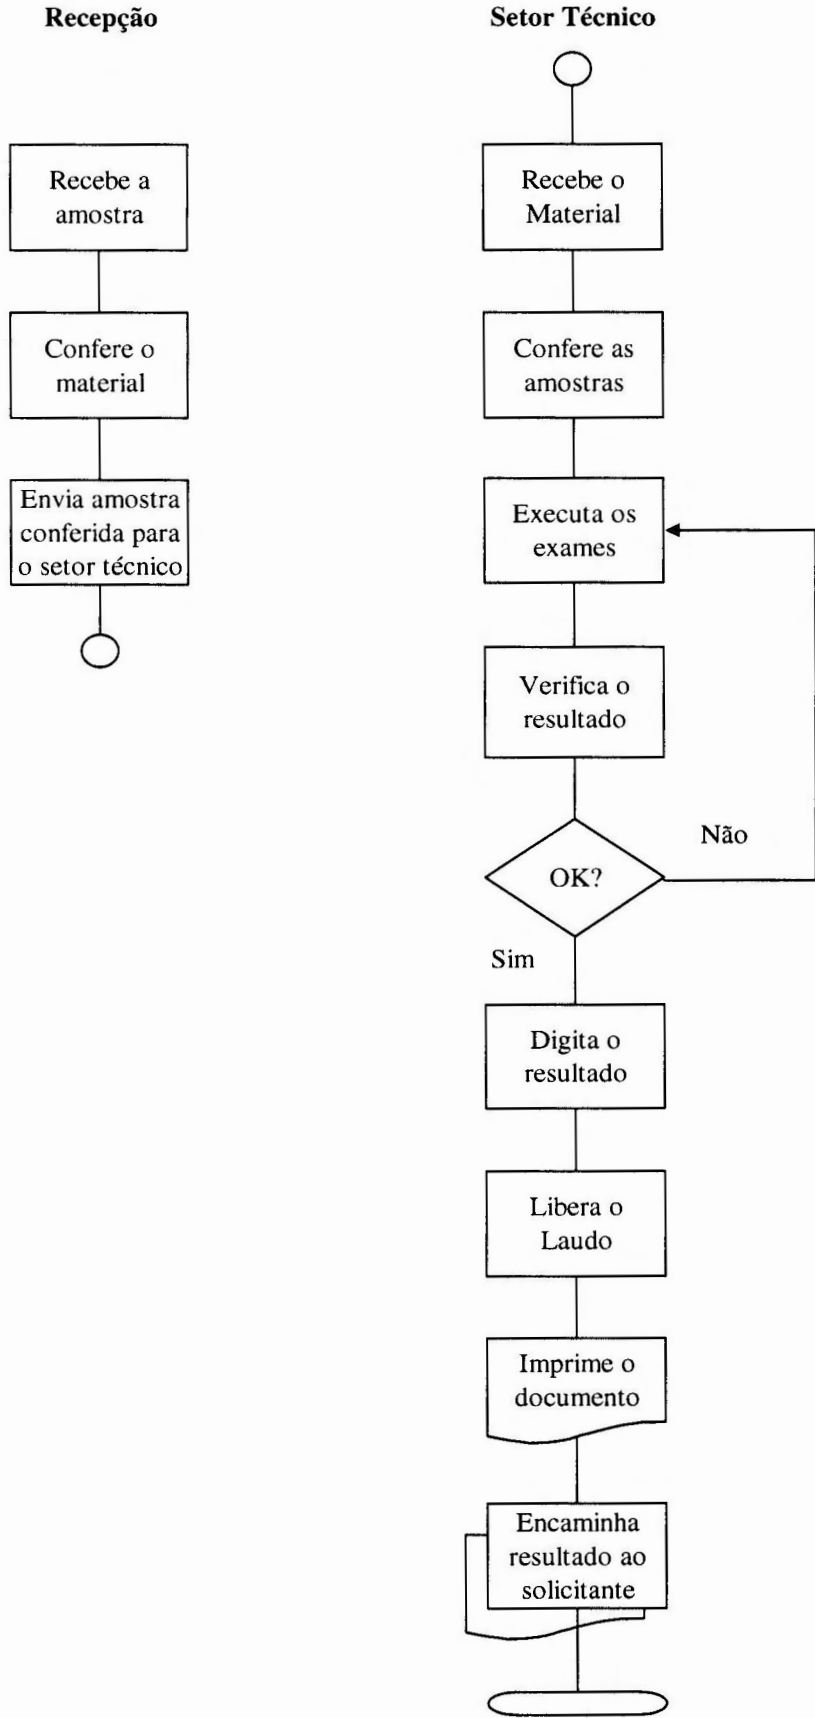 Recepção
Recebe a
amostra
Confere o
material
Envia amostra
conferida para
o setor técnico
Setor Técnico
Recebe o
Material
Confere as
amostras
Executa os
exames
Verifica o
resultado
OK?
Não
Sim
Digita o
resultado
Libera o
Laudo
Imprime o
documento
Encaminha
resultado ao
solicitante